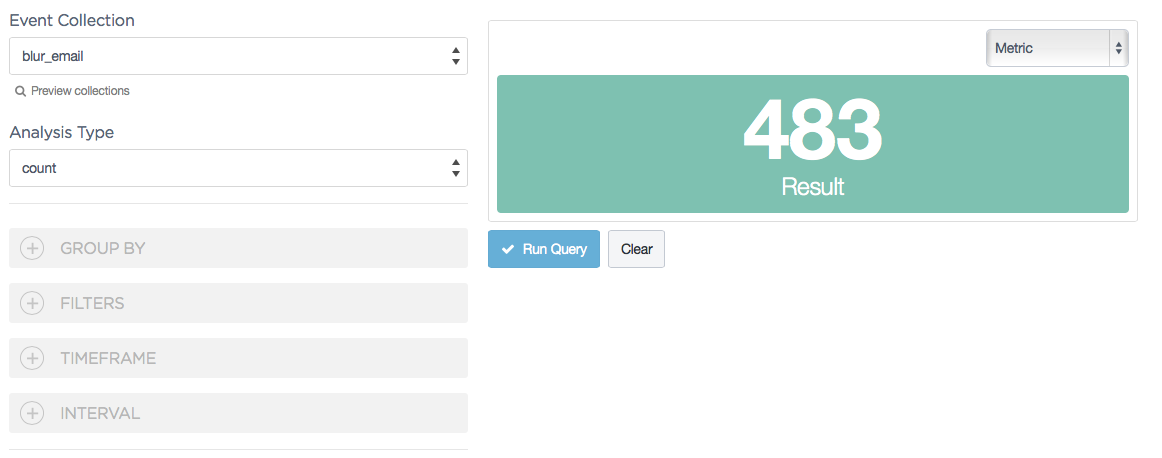 Event Collection
blur_email
Preview collections
Analysis Type
count
GROUP BY
FILTERS
TIMEFRAME
INTERVAL
Metric
483
Result
Run Query
Clear